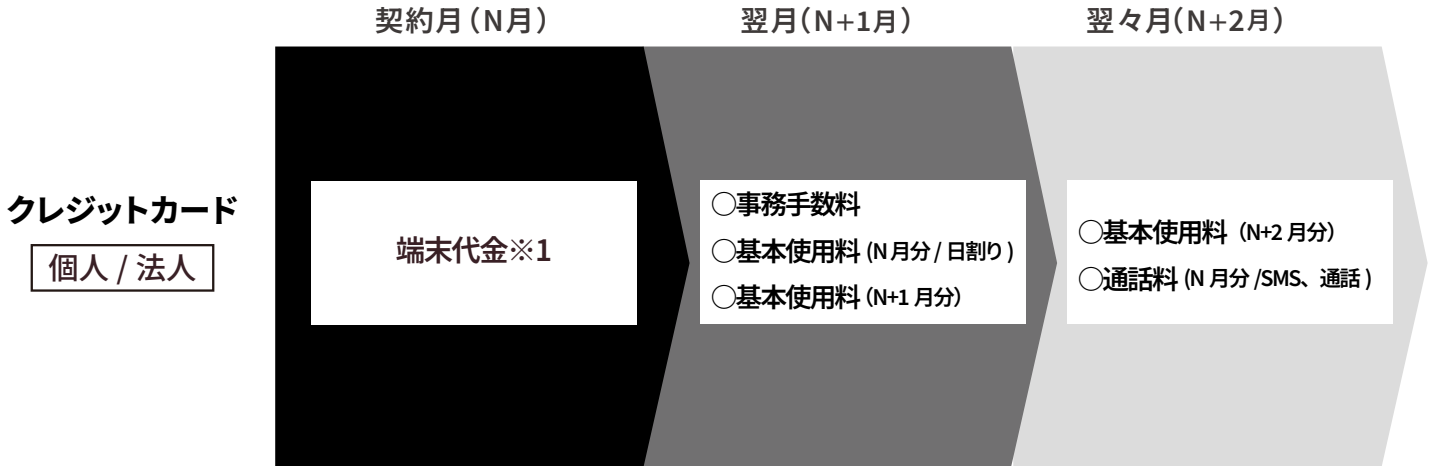 契約月(N月)
翌月(N+1月)
翌々月(N+2月)
クレジットカード
個人 / 法人
端末代金※1
○事務手数料
○基本使用料 (N 月分 / 日割り )
○基本使用料 (N+1 月分)
○基本使用料 (N+2 月分)
○通話料 (N 月分 /SMS、通話 )